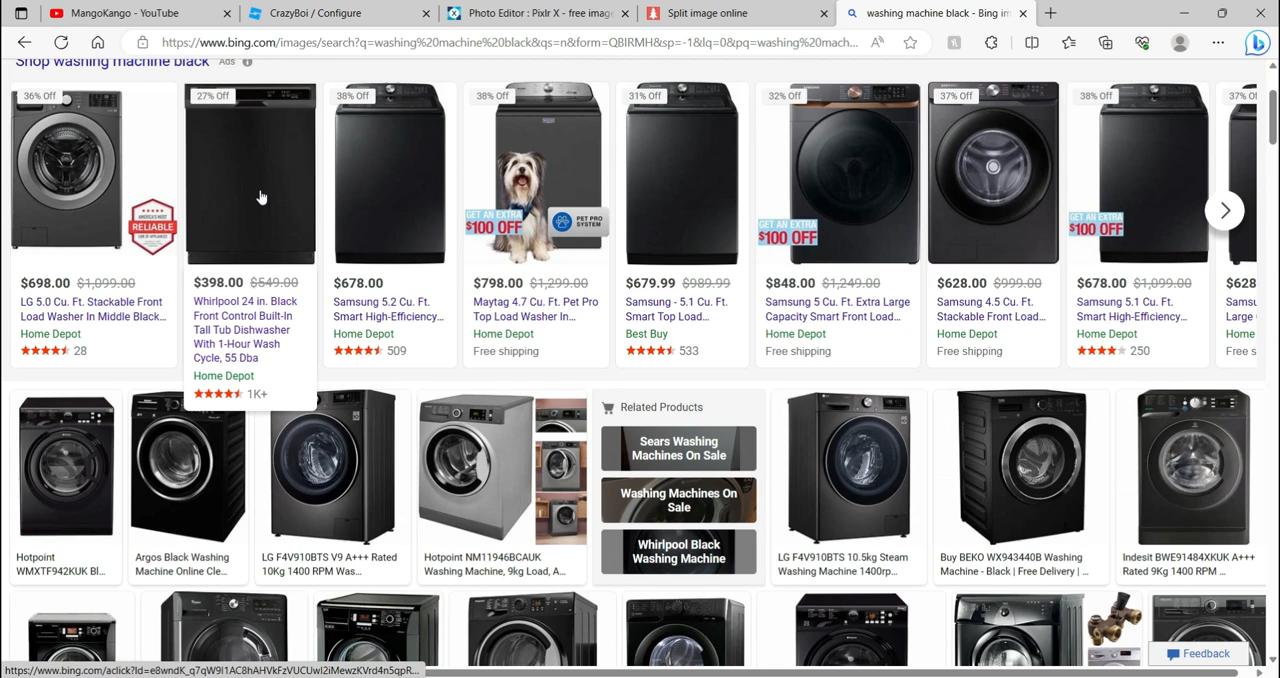 MangoKango - YouTube
CrazyBoi / Configure
Photo Editor : Pixlr X - free imag
Split image online
washing machine black - Bing im
https://www.bing.com/images/search?q=washing%20machine%20black&qs=n&form=QBIRMH&sp=-1&lq=0&pq=washing%20mach...
Shop washing machine black Ads
36% Off
27% Off
38% Off
38% Off
31% Off
32% Off
37% Off
38% Off
37% O
AMERICA'S MOST
RELIABLE
GET AN EXTRA
$100 OFF
PET PRO
SYSTEM
GET AN EXTRA
$100 OFF
GET AN EXTRA
$100 OFF
$698.00 $1,099.00
LG 5.0 Cu. Ft. Stackable Front
Load Washer In Middle Black...
Home Depot
28
$398.00 $549.00
Whirlpool 24 in. Black
Front Control Built-In
Tall Tub Dishwasher
With 1-Hour Wash
Cycle, 55 Dba
Home Depot
1K+
$678.00
Samsung 5.2 Cu. Ft.
Smart High-Efficiency...
Home Depot
509
$798.00 $1,299.00
Maytag 4.7 Cu. Ft. Pet Pro
Top Load Washer In...
Home Depot
Free shipping
$679.99 $989.99
Samsung - 5.1 Cu. Ft.
Smart Top Load...
Best Buy
533
$848.00 $1,249.00
Samsung 5 Cu. Ft. Extra Large
Capacity Smart Front Load...
Home Depot
Free shipping
$628.00 $999.00
Samsung 4.5 Cu. Ft.
Stackable Front Load...
Home Depot
Free shipping
$678.00 $1,099.00
Samsung 5.1 Cu. Ft.
Smart High-Efficiency...
Home Depot
250
$628
Samsu
Large
Home
Free s
Hotpoint
WMXTF942KUK Bl...
Argos Black Washing
Machine Online Cle...
LG F4V910BTS V9 A+++ Rated
10Kg 1400 RPM Was...
Hotpoint NM11946BCAUK
Washing Machine, 9kg Load, A...
Related Products
Sears Washing
Machines On Sale
Washing Machines On
Sale
Whirlpool Black
Washing Machine
LG F4V910BTS 10.5kg Steam
Washing Machine 1400rp...
Buy BEKO WX943440B Washing
Machine - Black | Free Delivery | ...
Indesit BWE91484XKUK A+++
Rated 9Kg 1400 RPM ...
Feedback